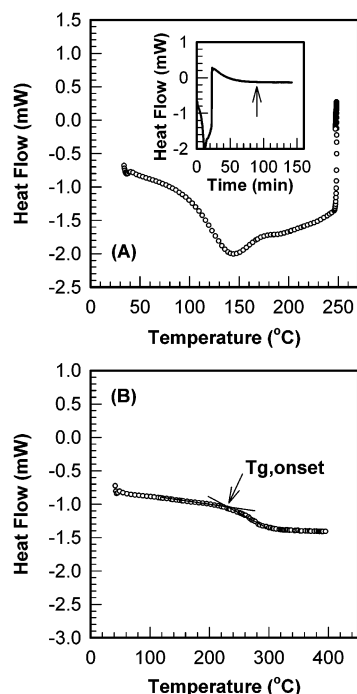 1
0
-1
-2
0 50 100 150
Time (min)
Heat Flow (mW)
1.0
0.5
0.0
-0.5
-1.0
-1.5
-2.0
-2.5
Heat Flow (mW)
(A)
0 50 100 150 200 250
Temperature (°C)
1.0
0.5
0.0
-0.5
-1.0
-1.5
-2.0
-2.5
-3.0
Heat Flow (mW)
(B)
Tg,onset
0 100 200 300 400
Temperature (°C)